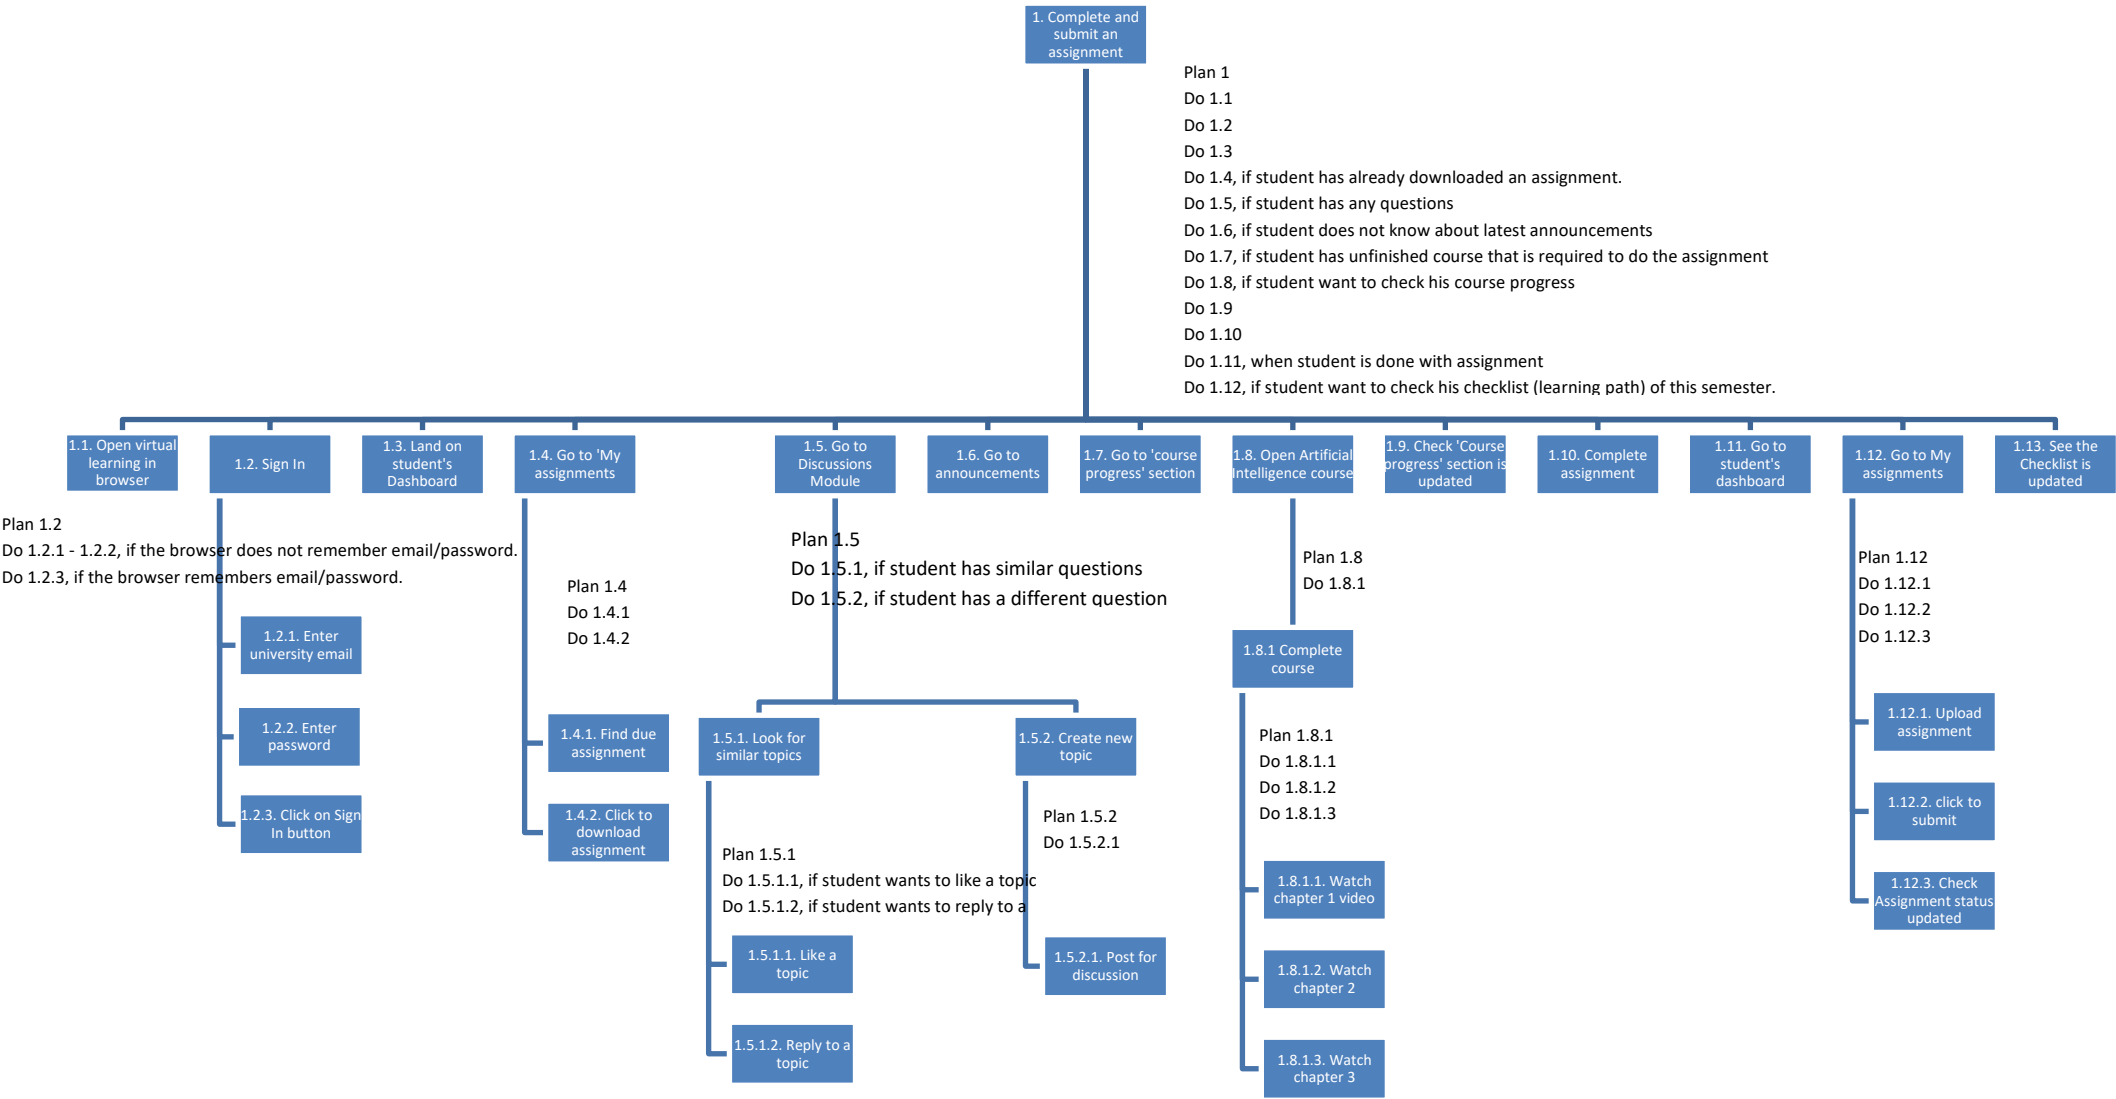 1. Complete and
submit an
assignment
Plan 1
Do 1.1
Do 1.2
Do 1.3
Do 1.4, if student has already downloaded an assignment.
Do 1.5, if student has any questions
Do 1.6, if student does not know about latest announcements
Do 1.7, if student has unfinished course that is required to do the assignment
Do 1.8, if student want to check his course progress
Do 1.9
Do 1.10
Do 1.11, when student is done with assignment
Do 1.12, if student want to check his checklist (learning path) of this semester.
1.1. Open virtual
learning in
browser
1.2. Sign In
1.3. Land on
student's
Dashboard
1.4. Go to 'My
assignments
1.5. Go to
Discussions
Module
1.6. Go to
announcements
1.7. Go to 'course
progress' section
1.8. Open Artificial
Intelligence course
1.9. Check 'Course
progress' section is
updated
1.10. Complete
assignment
1.11. Go to
student's
dashboard
1.12. Go to My
assignments
1.13. See the
Checklist is
updated
Plan 1.2
Do 1.2.1 - 1.2.2, if the browser does not remember email/password.
Do 1.2.3, if the browser remembers email/password.
1.2.1. Enter
university email
1.2.2. Enter
password
1.2.3. Click on Sign
In button
Plan 1.4
Do 1.4.1
Do 1.4.2
1.4.1. Find due
assignment
1.4.2. Click to
download
assignment
Plan 1.5
Do 1.5.1, if student has similar questions
Do 1.5.2, if student has a different question
1.5.1. Look for
similar topics
1.5.2. Create new
topic
Plan 1.5.1
Do 1.5.1.1, if student wants to like a topic
Do 1.5.1.2, if student wants to reply to a
1.5.1.1. Like a
topic
1.5.1.2. Reply to a
topic
Plan 1.5.2
Do 1.5.2.1
1.5.2.1. Post for
discussion
Plan 1.8
Do 1.8.1
1.8.1 Complete
course
Plan 1.8.1
Do 1.8.1.1
Do 1.8.1.2
Do 1.8.1.3
1.8.1.1. Watch
chapter 1 video
1.8.1.2. Watch
chapter 2
1.8.1.3. Watch
chapter 3
Plan 1.12
Do 1.12.1
Do 1.12.2
Do 1.12.3
1.12.1. Upload
assignment
1.12.2. click to
submit
1.12.3. Check
Assignment status
updated